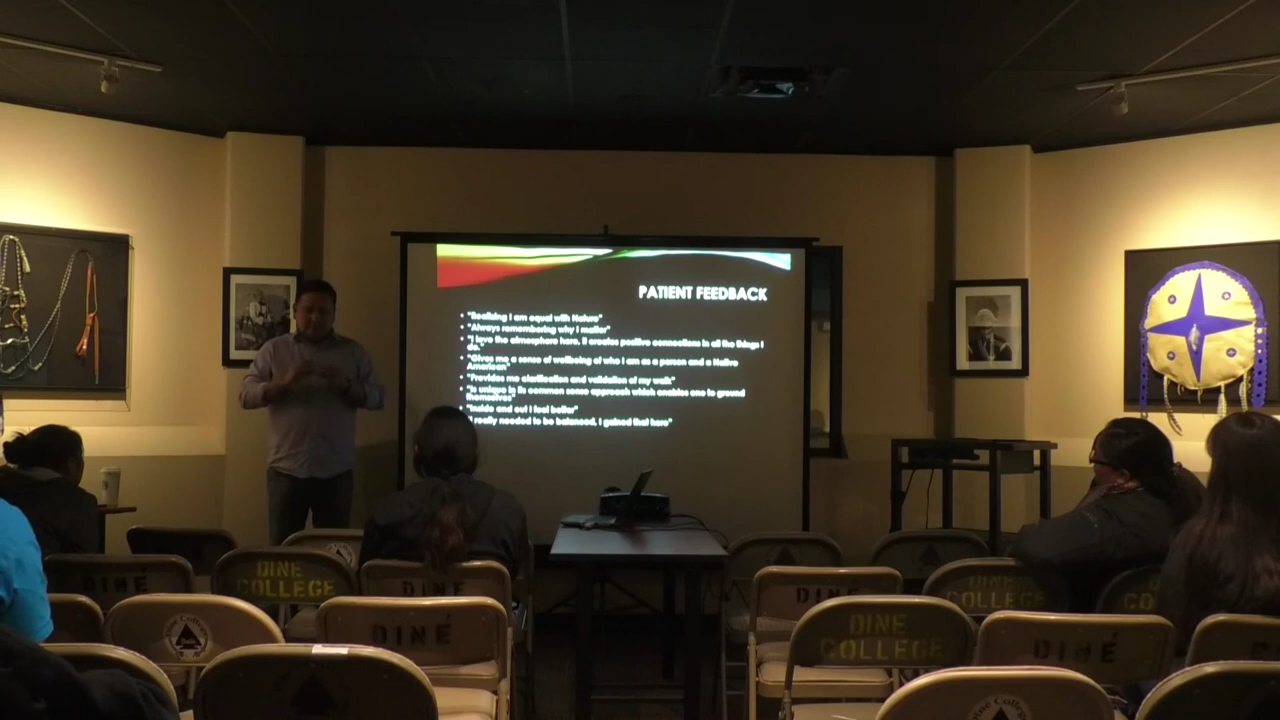 PATIENT FEEDBACK
• "Realizing I am equal with Nature"
• "Always remembering why I matter"
• "I love the atmosphere here, it creates positive connections in all the things I
do."
• "Gives me a sense of wellbeing of who I am as a person and a Native
American"
• "Provides me clarification and validation of my walk"
• "Is unique in its common sense approach which enables one to ground
themselves"
• "Inside and out I feel better"
"I really needed to be balanced, I gained that here"
DINÉ
DINE
COLLEGE
DINÉ
DINE
CO
Diné College
DINÉ
DINE
COLLEGE
DINÉ
Diné College